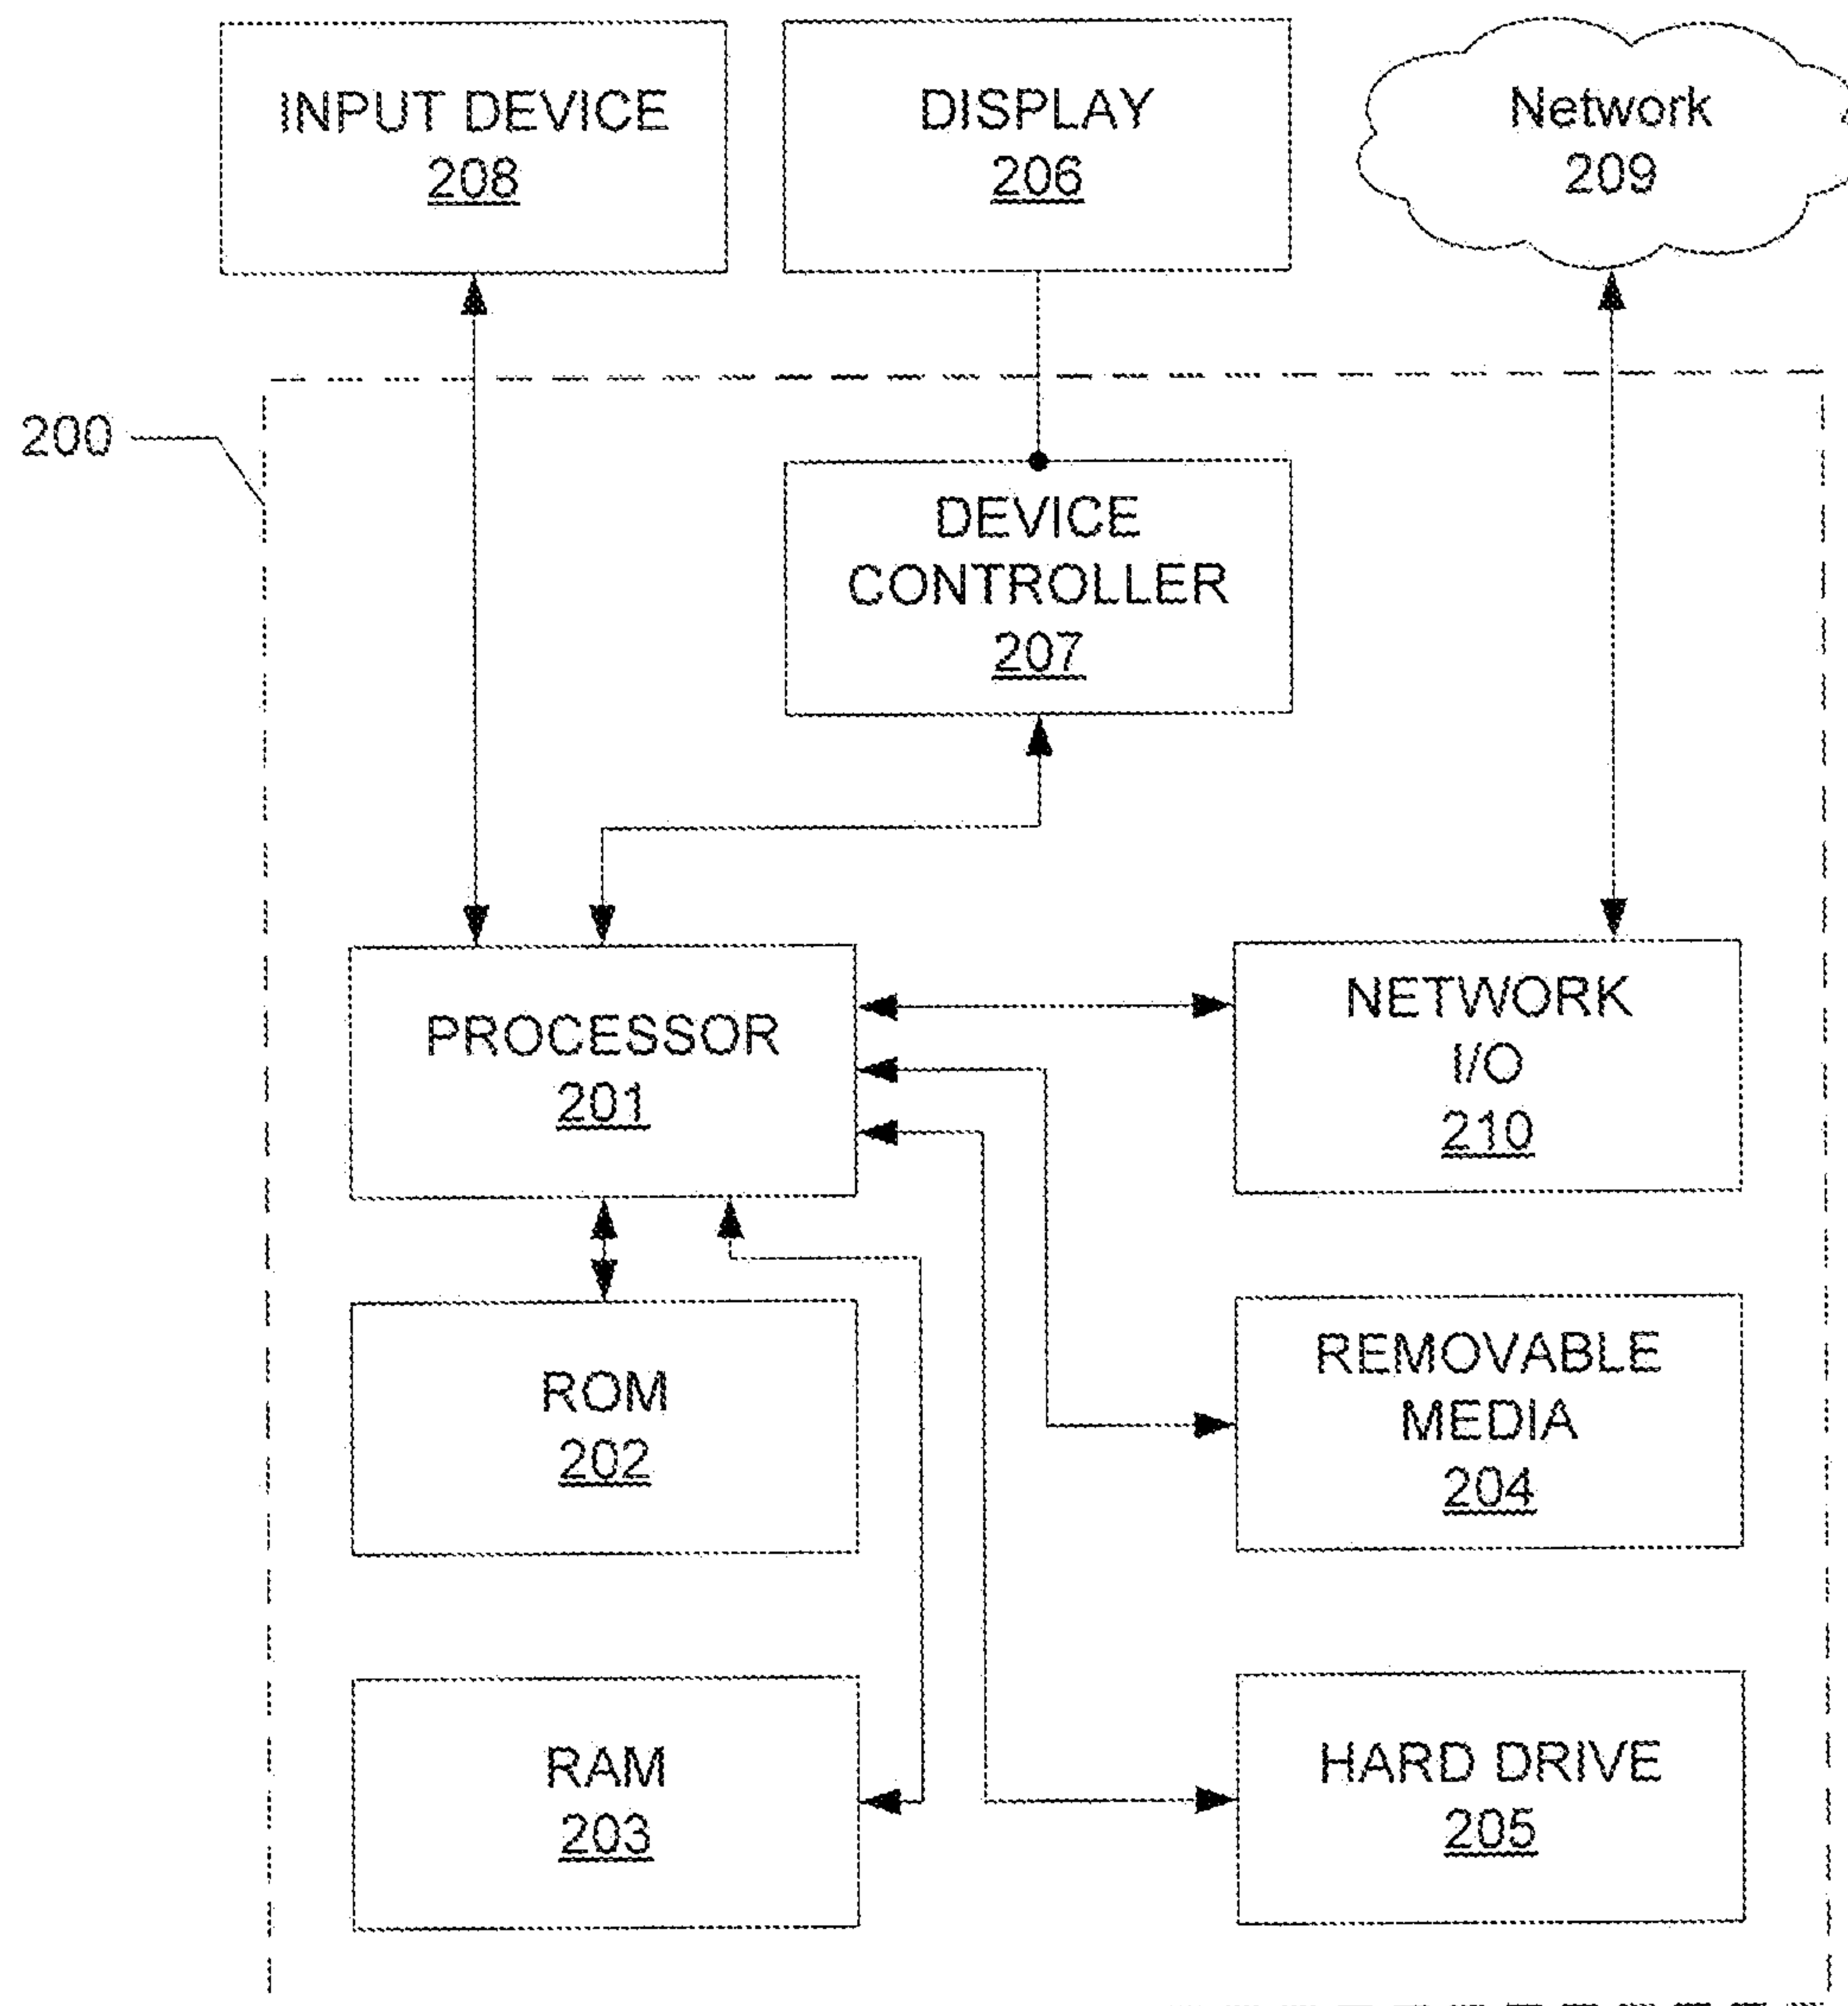 INPUT DEVICE
208
DISPLAY
206
Network
209
200
DEVICE
CONTROLLER
207
PROCESSOR
201
NETWORK
I/O
210
ROM
202
REMOVABLE
MEDIA
204
RAM
203
HARD DRIVE
205